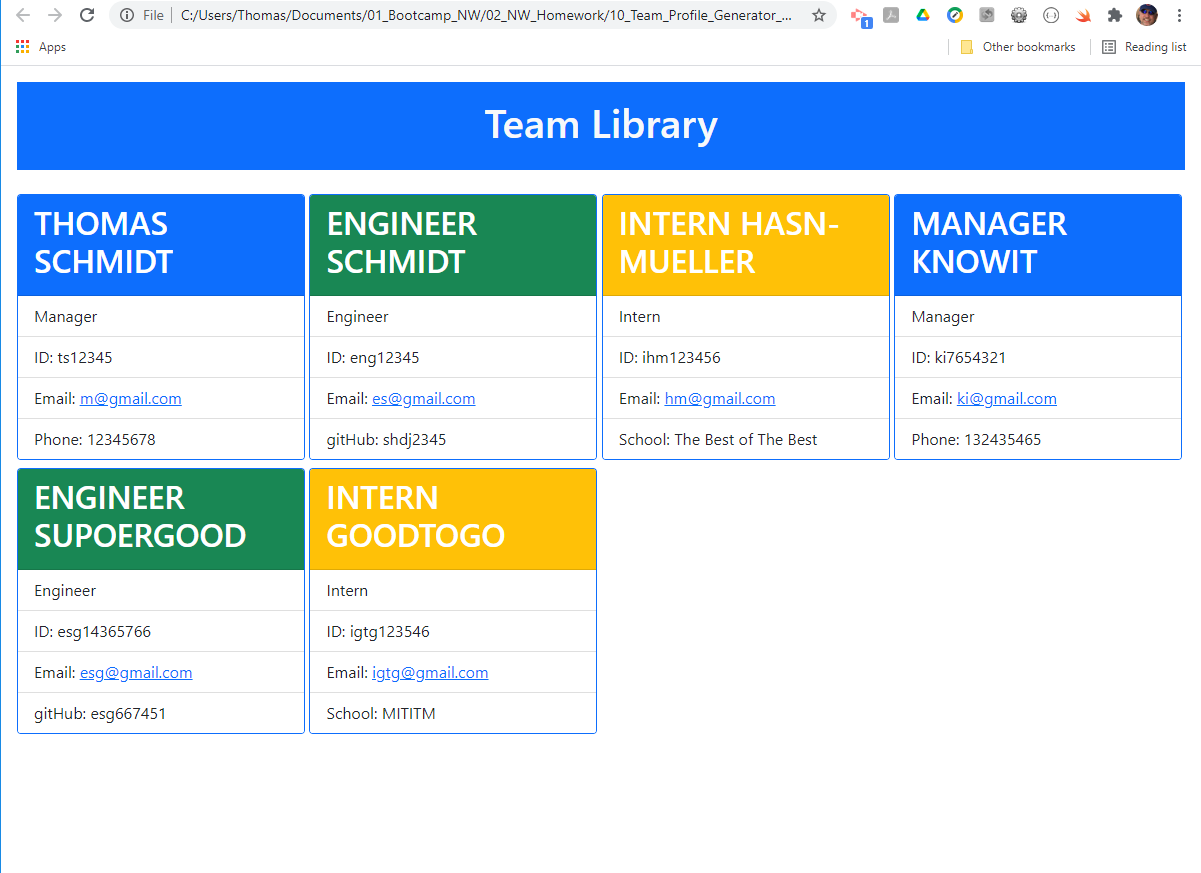 File C:/Users/Thomas/Documents/01_Bootcamp_NW/02_NW_Homework/10_Team_Profile_Generator_...
1
Apps
Other bookmarks
Reading list
Team Library
THOMAS
SCHMIDT
Manager
ID: ts12345
Email: m@gmail.com
Phone: 12345678
ENGINEER
SCHMIDT
Engineer
ID: eng12345
Email: es@gmail.com
gitHub: shdj2345
INTERN HASN-
MUELLER
Intern
ID: ihm123456
Email: hm@gmail.com
School: The Best of The Best
MANAGER
KNOWIT
Manager
ID: ki7654321
Email: ki@gmail.com
Phone: 132435465
ENGINEER
SUPOERGOOD
Engineer
ID: esg14365766
Email: esg@gmail.com
gitHub: esg667451
INTERN
GOODTOGO
Intern
ID: igtg123546
Email: igtg@gmail.com
School: MITITM